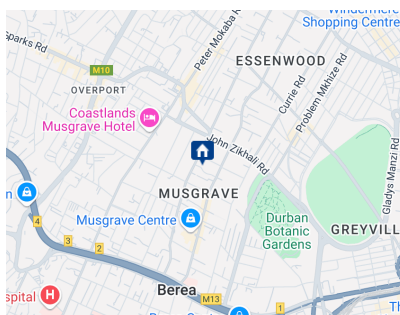 Windermere
Shopping Centre
Sparks Rd
Peter Mokaba R
M10
ESSENWOOD
OVERPORT
Currie Rd
Problem Mkhize Rd
Coastlands
Musgrave Hotel
John Zikhali Rd
Gladys Manzi Rd
MUSGRAVE
Musgrave Centre
Durban
Botanic
Gardens
GREYVILL
4
3
2
spital
H
Berea
M13
1